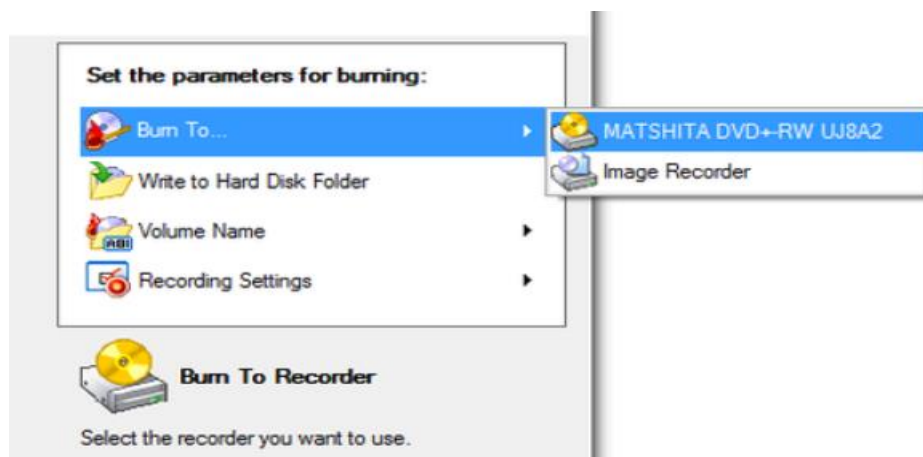 Set the parameters for burning:
Burn To...
MATSHITA DVD+-RW UJ8A2
Write to Hard Disk Folder
Image Recorder
Volume Name
ABI
Recording Settings
Burn To Recorder
Select the recorder you want to use.